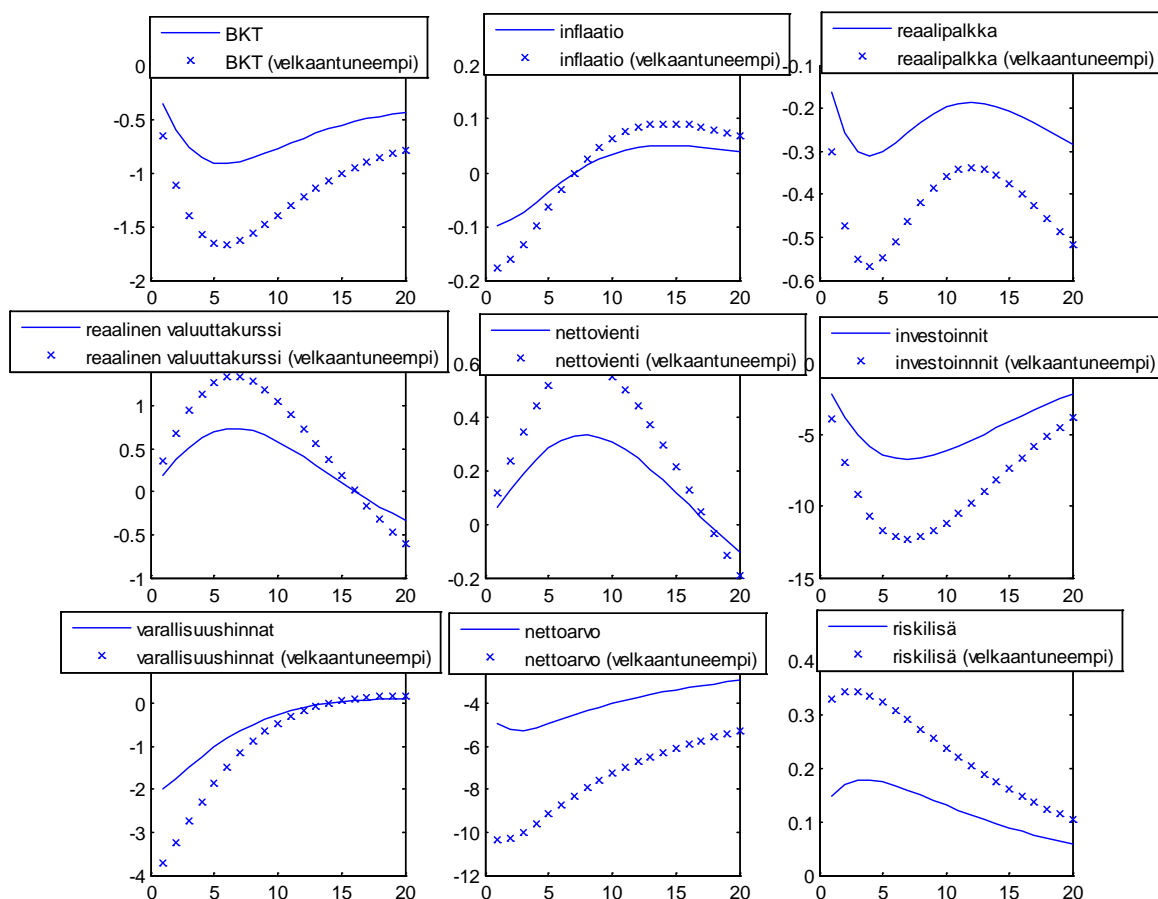 BKT
BKT (velkaantuneempi)
0
-0.5
-1
-1.5
-2
0 5 10 15 20
inflaatio
inflaatio (velkaantuneempi)
0.2
0.1
0
-0.1
-0.2
0 5 10 15 20
reaalipalkka
reaalipalkka (velkaantuneempi)
-0.1
-0.2
-0.3
-0.4
-0.5
-0.6
0 5 10 15 20
reaalinen valuuttakurssi
reaalinen valuuttakurssi (velkaantuneempi)
1
0.5
0
-0.5
-1
0 5 10 15 20
nettovienti
nettovienti (velkaantuneempi)
0.6
0.4
0.2
0
-0.2
0 5 10 15 20
investoinnit
investoinnnit (velkaantuneempi)
0
-5
-10
-15
0 5 10 15 20
varallisuushinnat
varallisuushinnat (velkaantuneempi)
0
-1
-2
-3
-4
0 5 10 15 20
nettoarvo
nettoarvo (velkaantuneempi)
-4
-6
-8
-10
-12
0 5 10 15 20
riskilisä
riskilisä (velkaantuneempi)
0.4
0.3
0.2
0.1
0
0 5 10 15 20